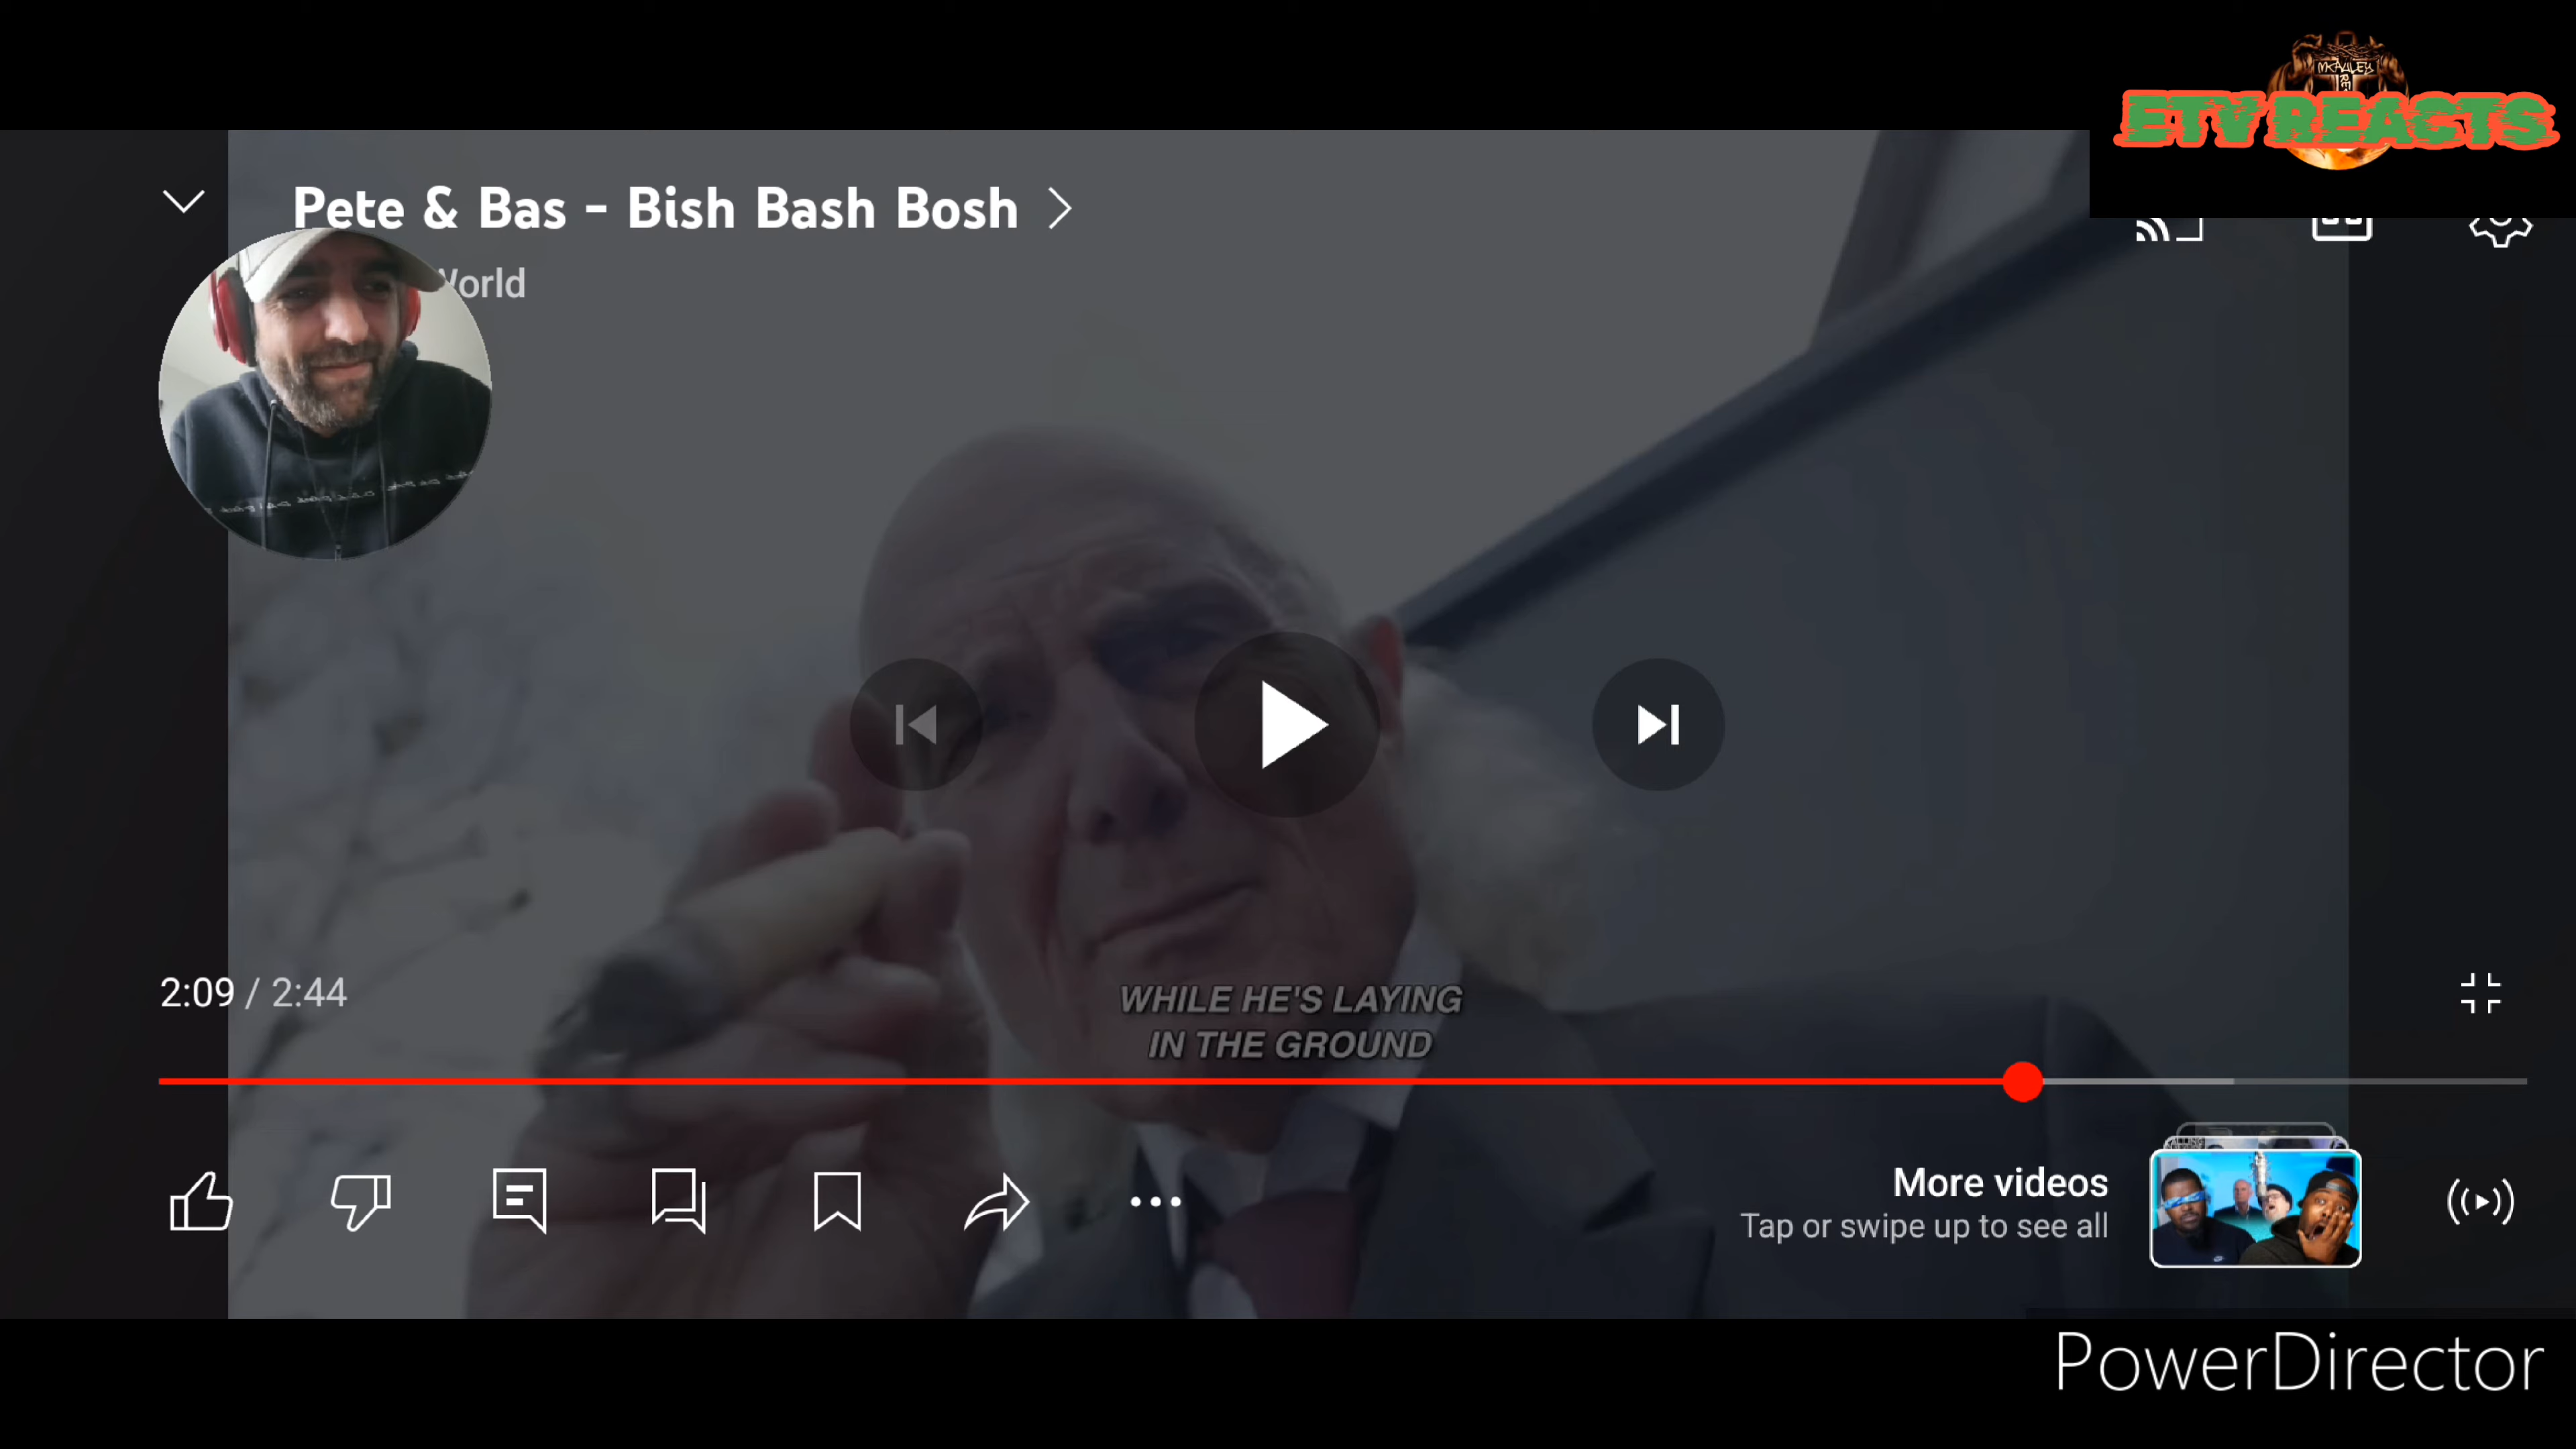 ETV REACTS
Pete & Bas - Bish Bash Bosh
World
2:09 / 2:44
WHILE HE'S LAYING
IN THE GROUND
More videos
Tap or swipe up to see all
PowerDirector